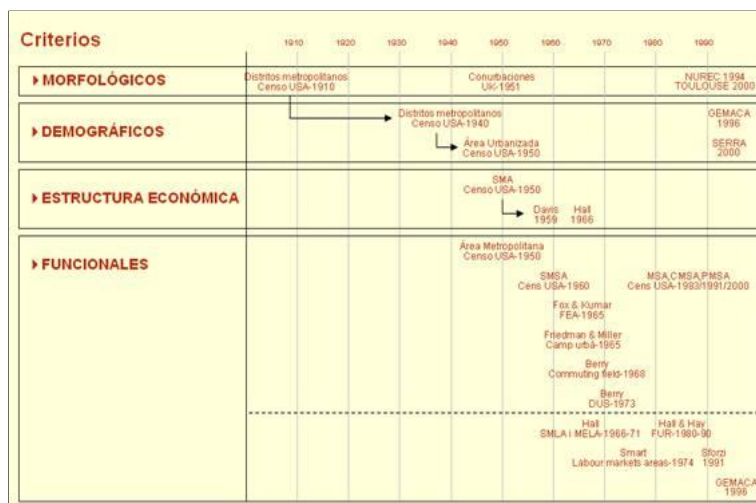 Criterios
1910 1920 1930 1940 1950 1960 1970 1980 1990
MORFOLÓGICOS
Distritos metropolitanos
Censo USA-1910
Conurbaciones
UK-1951
NUREC 1994
TOULOUSE 2000
DEMOGRÁFICOS
Distritos metropolitanos
Censo USA-1940
GEMACA
1996
Área Urbanizada
Censo USA-1950
SERRA
2000
ESTRUCTURA ECONÓMICA
SMA
Censo USA-1950
Davis
1959
Hall
1966
FUNCIONALES
Área Metropolitana
Censo USA-1950
SMSA
Cens USA-1960
MSA,CMSA,PMSA
Cens USA-1983/1991/2000
Fox & Kumar
FEA-1965
Friedman & Miller
Camp urbà-1965
Berry
Commuting field-1968
Berry
DUS-1973
Hall
SMLA i MELA-1966-71
Hall & Hay
FUR-1980-90
Smart
Labour markets areas-1974
Sforzi
1991
GEMACA
1996